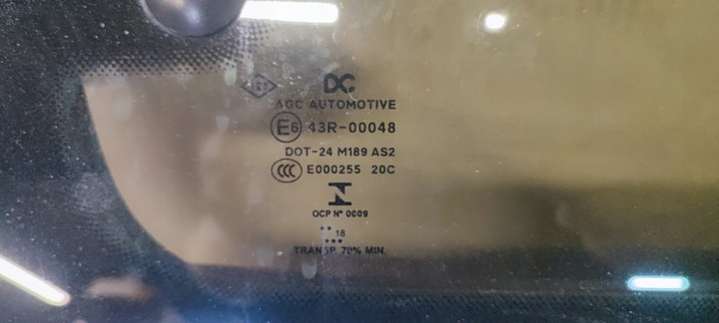 AGC AUTOMOTIVE
E6 43R-00048
DOT-24 M189 AS2
CCC E000255 20C
OCP Nº 0009
18
TRANSP. 70% MIN.